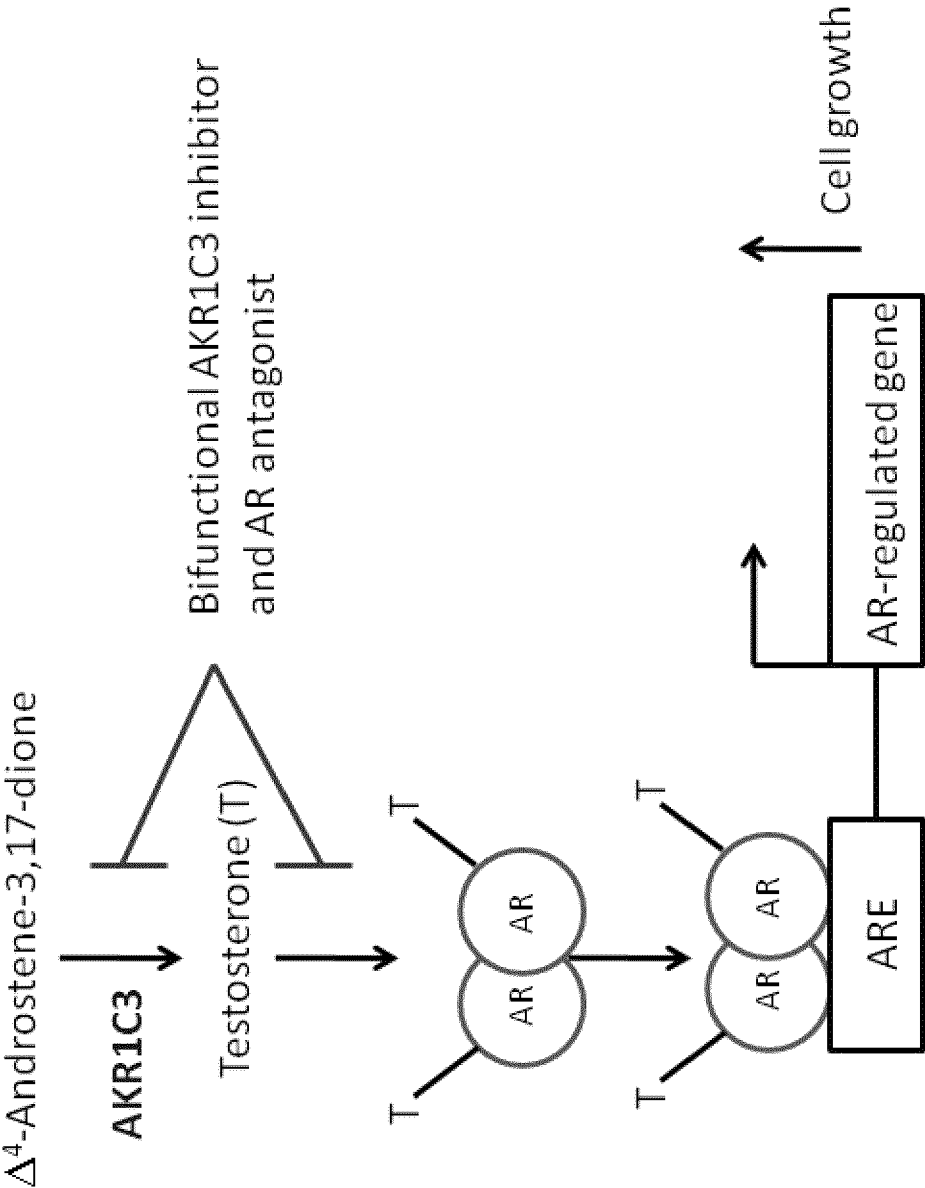 Δ⁴-Androstene-3,17-dione
AKR1C3
Bifunctional AKR1C3 inhibitor
and AR antagonist
Testosterone (T)
T
T
AR
AR
T
T
AR
AR
ARE
AR-regulated gene
Cell growth